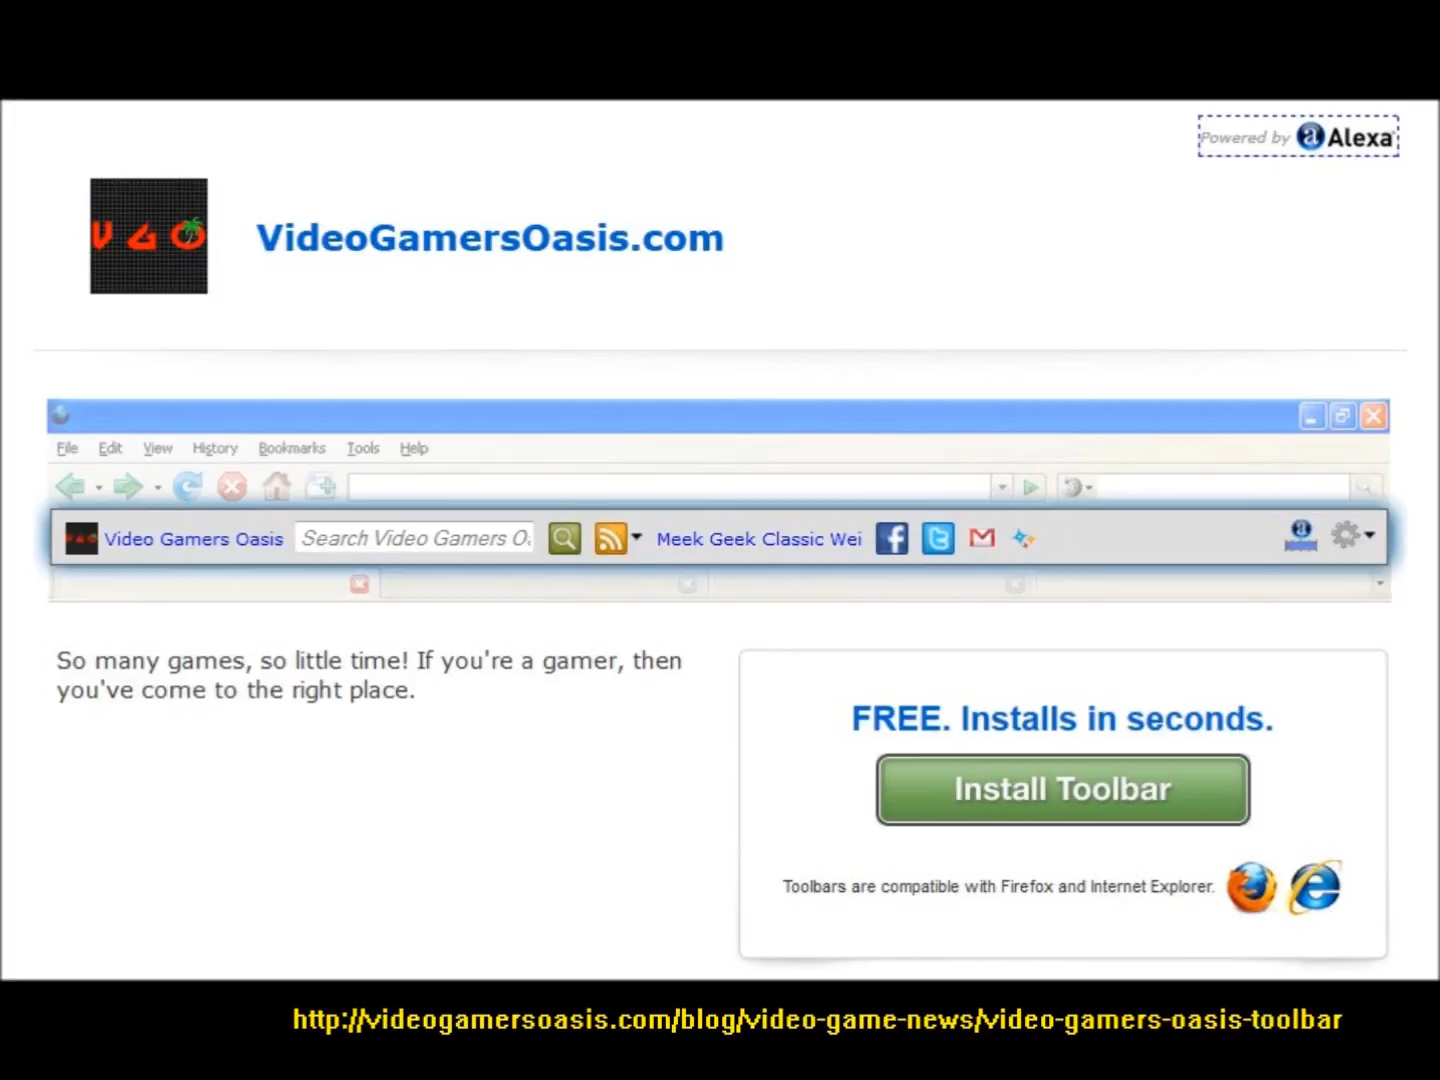 Powered by Alexa
VGO
VideoGamersOasis.com
File Edit View History Bookmarks Tools Help
Video Gamers Oasis Search Video Gamers O Meek Geek Classic Wei
So many games, so little time! If you're a gamer, then
you've come to the right place.
FREE. Installs in seconds.
Install Toolbar
Toolbars are compatible with Firefox and Internet Explorer.
http://videogamersoasis.com/blog/video-game-news/video-gamers-oasis-toolbar